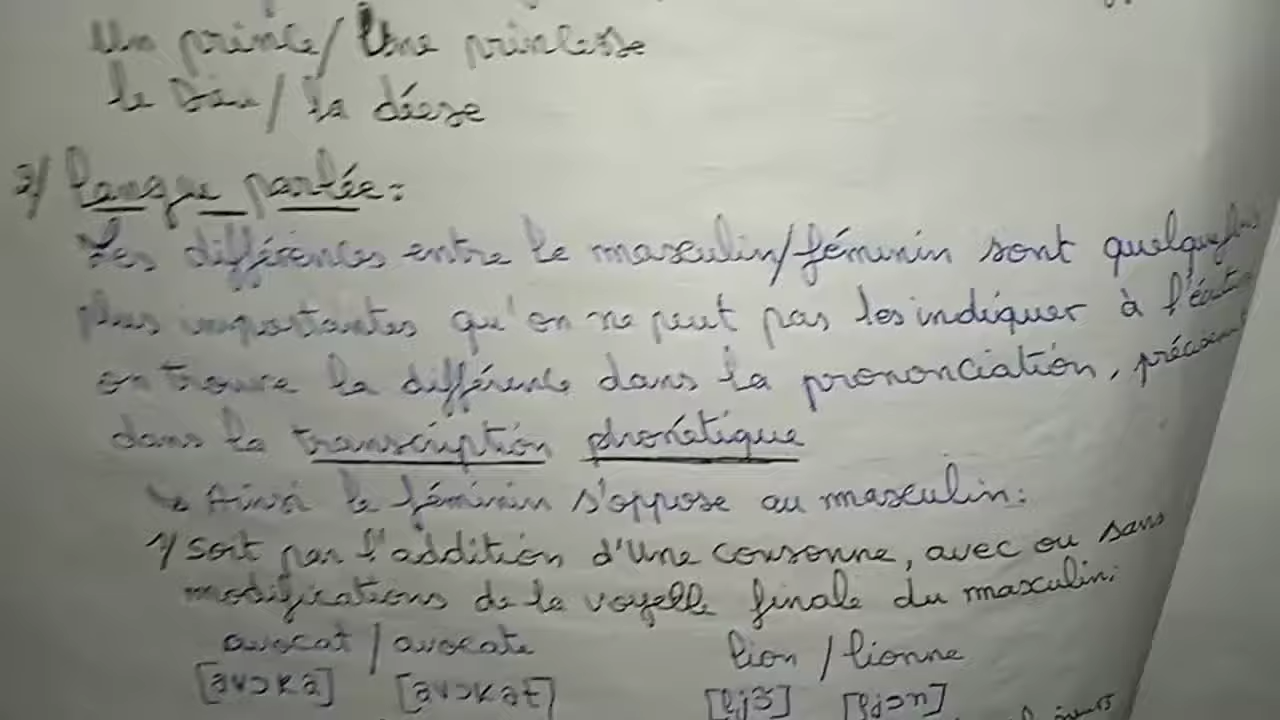 Un prince / Une princesse
le Dieu / la déesse
2/ Langue parlée :
Les différences entre le masculin/féminin sont quelquefois
plus importantes qu'on ne peut pas les indiquer à l'écrit
on trouve la différence dans la prononciation, précisément
dans la transcription phonétique
↳ Ainsi le féminin s'oppose au masculin :
1/ Soit par l'addition d'une consonne, avec ou sans
modifications de la voyelle finale du masculin.
avocat / avocate lion / lionne
[avɔka] [avɔkat] [ljɔ̃] [ljɔn]